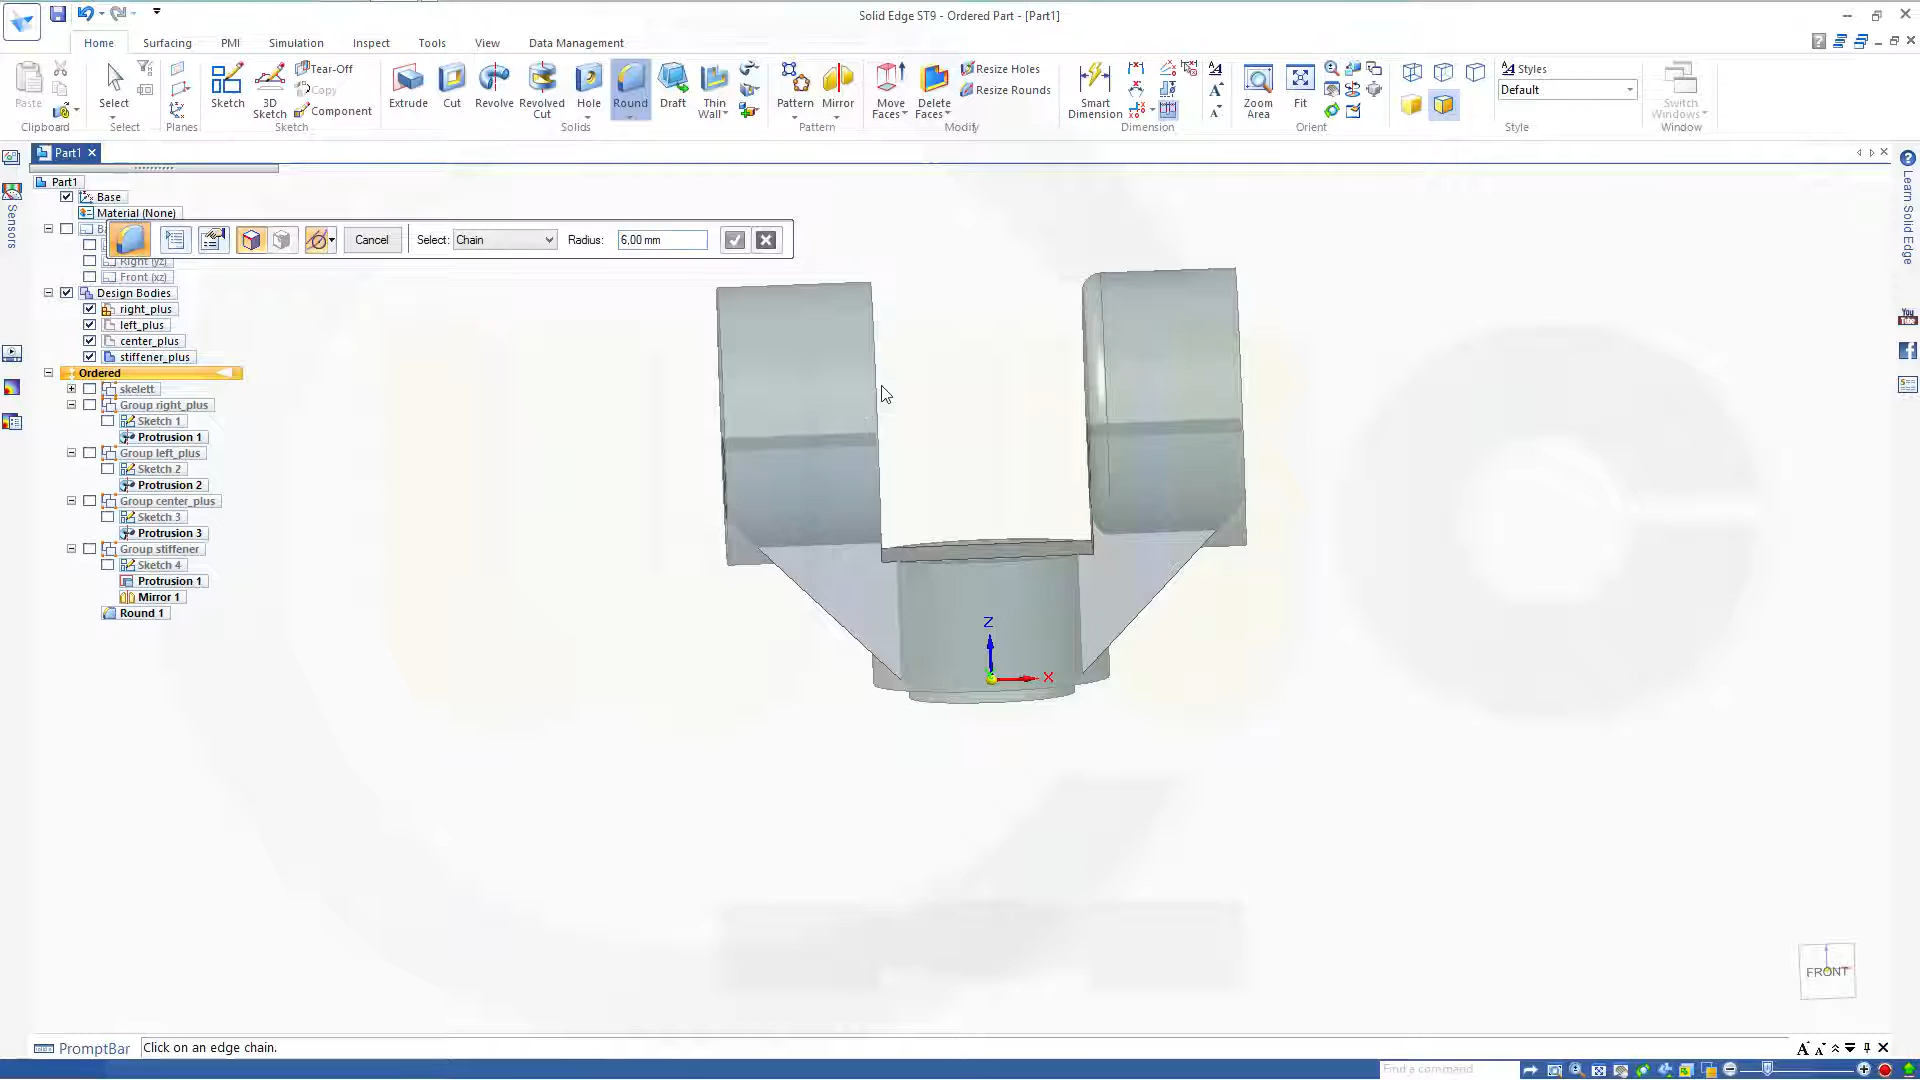 Solid Edge ST9 - Ordered Part - [Part1]
Home Surfacing PMI Simulation Inspect Tools View Data Management
Paste
Clipboard
Select
Select
Planes
Sketch
3D Sketch
Tear-Off
Copy
Component
Sketch
Extrude
Cut
Revolve
Revolved Cut
Hole
Round
Draft
Thin Wall
Solids
Pattern
Mirror
Pattern
Move Faces
Delete Faces
Resize Holes
Resize Rounds
Modify
Smart Dimension
Dimension
Zoom Area
Fit
Orient
Styles
Default
Style
Switch Windows
Window
Part1
Sensors
Learn Solid Edge
You Tube
Part1
Base
Material (None)
Cancel Select: Chain Radius: 6,00 mm
Right (yz)
Front (xz)
Design Bodies
right_plus
left_plus
center_plus
stiffener_plus
Ordered
skelett
Group right_plus
Sketch 1
Protrusion 1
Group left_plus
Sketch 2
Protrusion 2
Group center_plus
Sketch 3
Protrusion 3
Group stiffener
Sketch 4
Protrusion 1
Mirror 1
Round 1
Z
X
FRONT
PromptBar Click on an edge chain.
Find a command